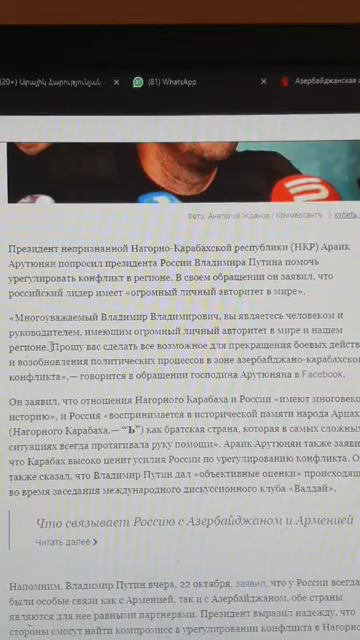 (20+) Արայիկ Հարությունյան
(81) WhatsApp
Азербайджанская
Фото: Анатолий Жданов / Коммерсантъ | купить
Президент непризнанной Нагорно-Карабахской республики (НКР) Араик
Арутюнян попросил президента России Владимира Путина помочь
урегулировать конфликт в регионе. В своем обращении он заявил, что
российский лидер имеет «огромный личный авторитет в мире».
«Многоуважаемый Владимир Владимирович, вы являетесь человеком и
руководителем, имеющим огромный личный авторитет в мире и нашем
регионе. Прошу вас сделать все возможное для прекращения боевых действ
и возобновления политических процессов в зоне азербайджано-карабахског
конфликта»,— говорится в обращении господина Арутюняна в Facebook.
Он заявил, что отношения Нагорного Карабаха и России «имеют многовеко
историю», и Россия «воспринимается в исторической памяти народа Арцах
(Нагорного Карабаха.— “Ъ”) как братская страна, которая в самых сложных
ситуациях всегда протягивала руку помощи». Араик Арутюнян также заяви
что Карабах высоко ценит усилия России по урегулированию конфликта. О
также сказал, что Владимир Путин дал «объективные оценки» происходящ
во время заседания международного дискуссионного клуба «Валдай».
Что связывает Россию с Азербайджаном и Арменией
Читать далее
Напомним, Владимир Путин вчера, 22 октября, заявил, что у России всегда
были особые связи как с Арменией, так и с Азербайджаном, обе страны
являются для нее равными партнерами. Президент выразил надежду, что
стороны смогут найти компромисс в урегулировании конфликта в Нагорно